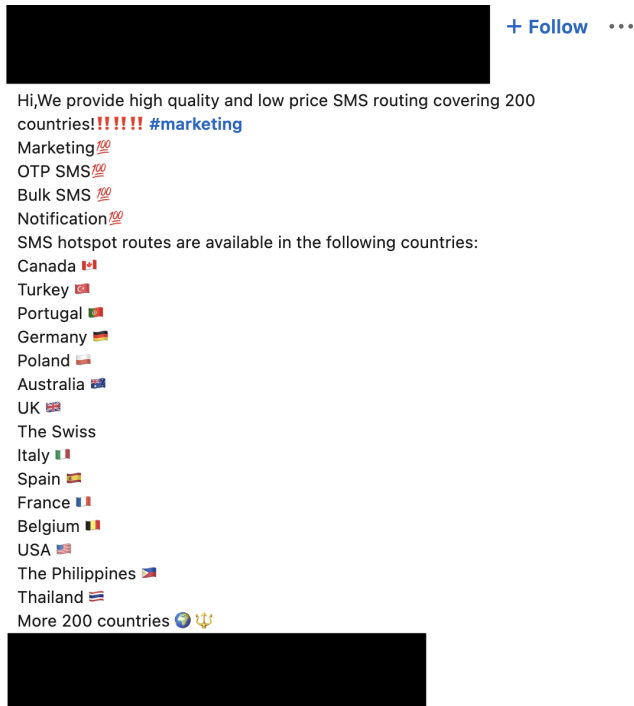 + Follow ...
Hi,We provide high quality and low price SMS routing covering 200
countries!‼️‼️‼️ #marketing
Marketing💯
OTP SMS💯
Bulk SMS 💯
Notification💯
SMS hotspot routes are available in the following countries:
Canada 🇨🇦
Turkey 🇹🇷
Portugal 🇵🇹
Germany 🇩🇪
Poland 🇵🇱
Australia 🇦🇺
UK 🇬🇧
The Swiss
Italy 🇮🇹
Spain 🇪🇸
France 🇫🇷
Belgium 🇧🇪
USA 🇺🇸
The Philippines 🇵🇭
Thailand 🇹🇭
More 200 countries 🌍🔱